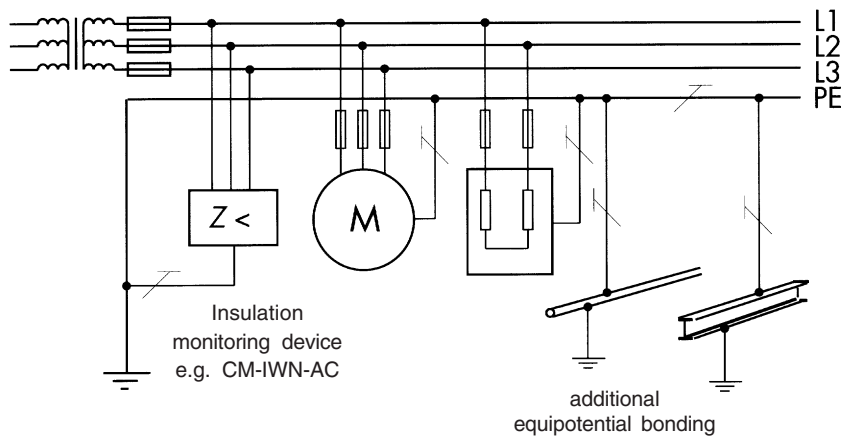 L1
L2
L3
PE
Z <
M
Insulation
monitoring device
e.g. CM-IWN-AC
additional
equipotential bonding